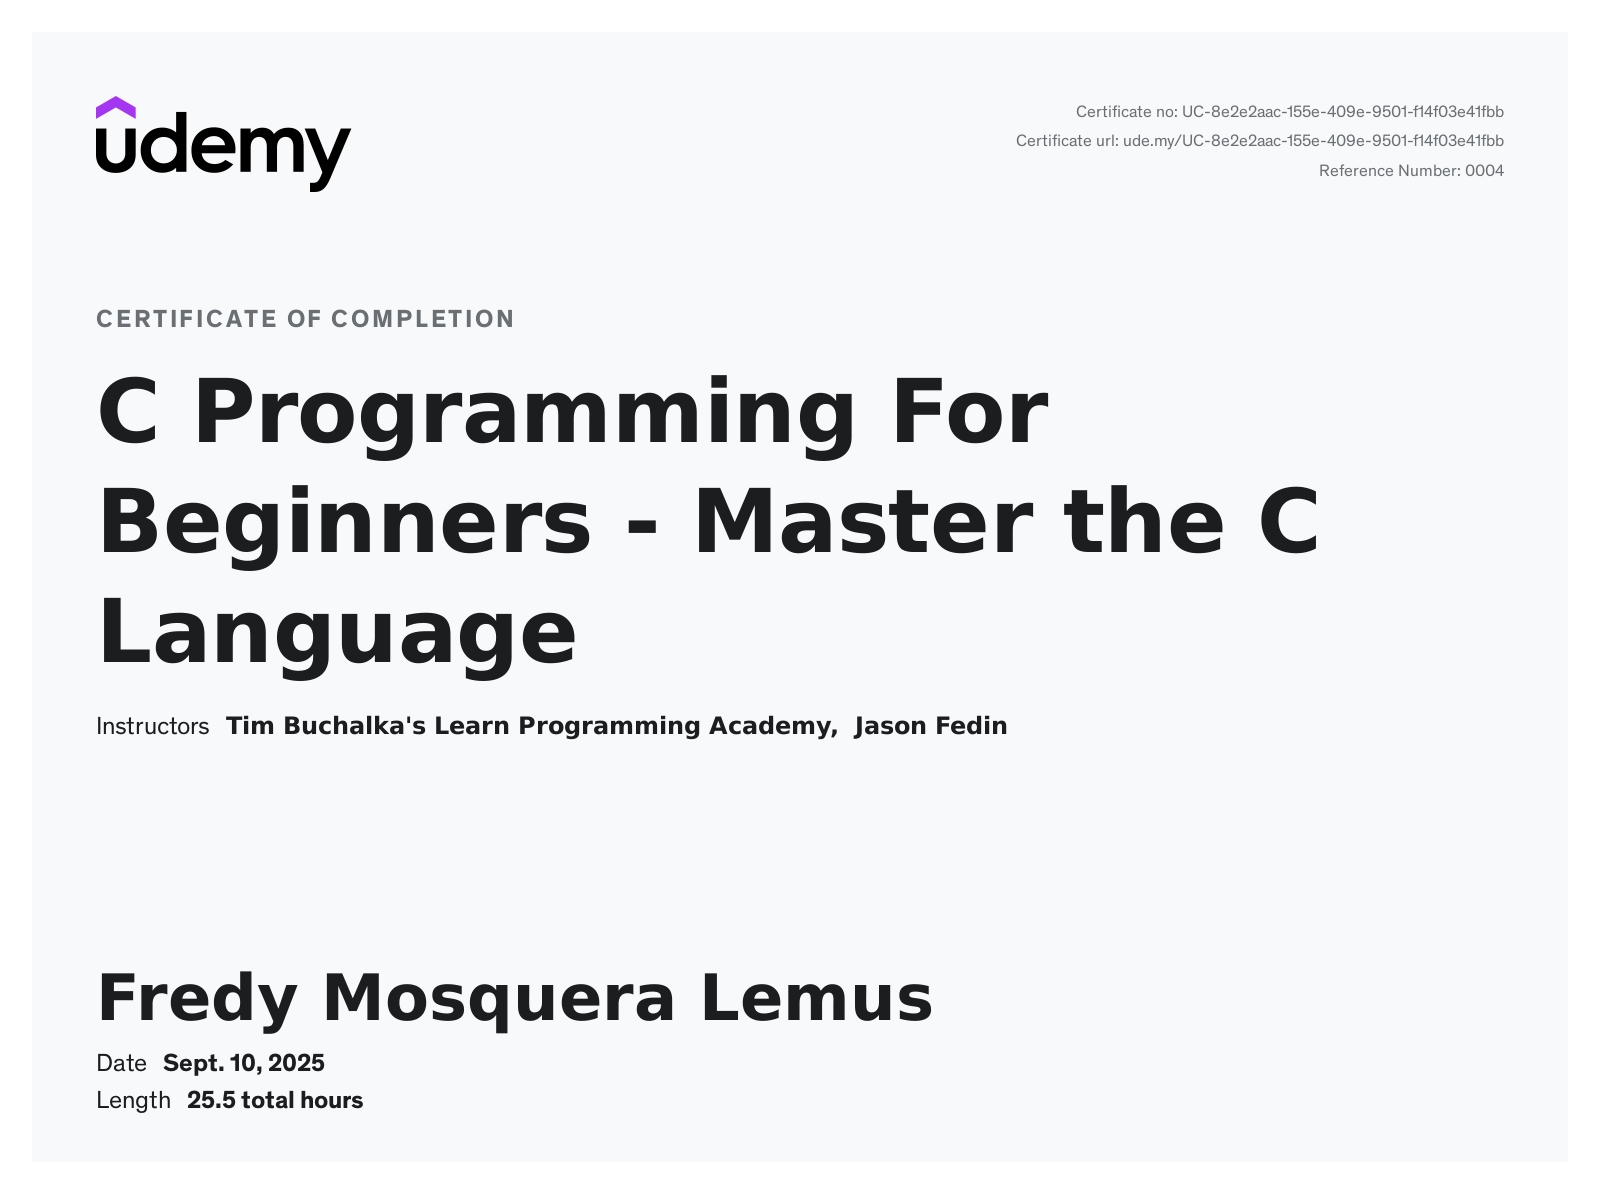 udemy
Certificate no: UC-8e2e2aac-155e-409e-9501-f14f03e41fbb
Certificate url: ude.my/UC-8e2e2aac-155e-409e-9501-f14f03e41fbb
Reference Number: 0004
CERTIFICATE OF COMPLETION
C Programming For
Beginners - Master the C
Language
Instructors Tim Buchalka's Learn Programming Academy, Jason Fedin
Fredy Mosquera Lemus
Date Sept. 10, 2025
Length 25.5 total hours